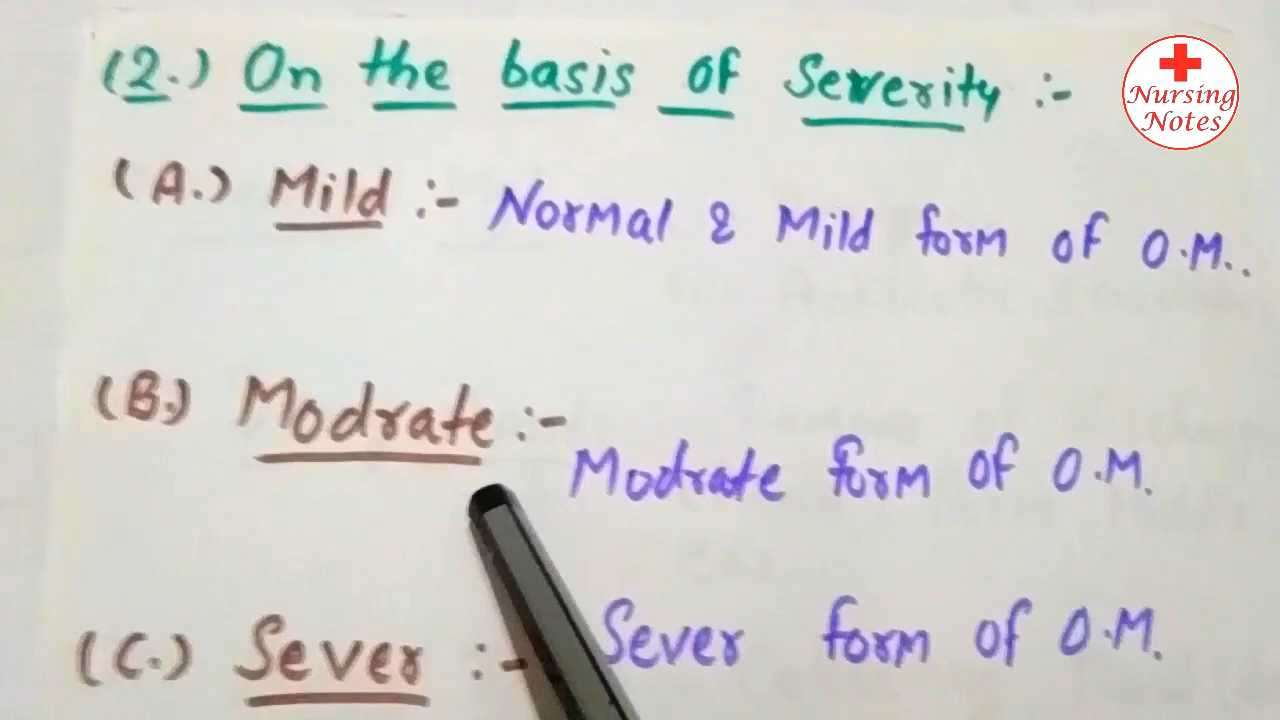 (2.) On the basis of Severity :-
Nursing
Notes
(A.) Mild :- Normal & Mild form of O.M..
(B.) Modrate :- Modrate form of O.M.
(C.) Sever :- Sever form of O.M.